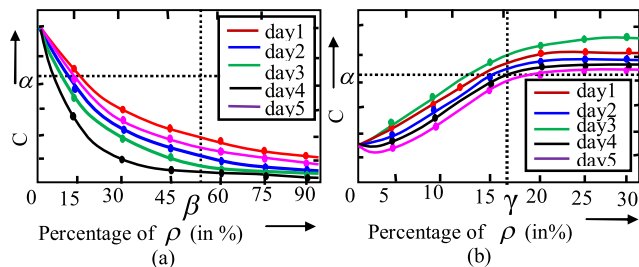 day1
day2
day3
day4
day5
α
C
0 15 30 45 60 75 90
β
Percentage of ρ (in %)
(a)
day1
day2
day3
day4
day5
α
C
0 5 10 15 20 25 30
γ
Percentage of ρ (in%)
(b)